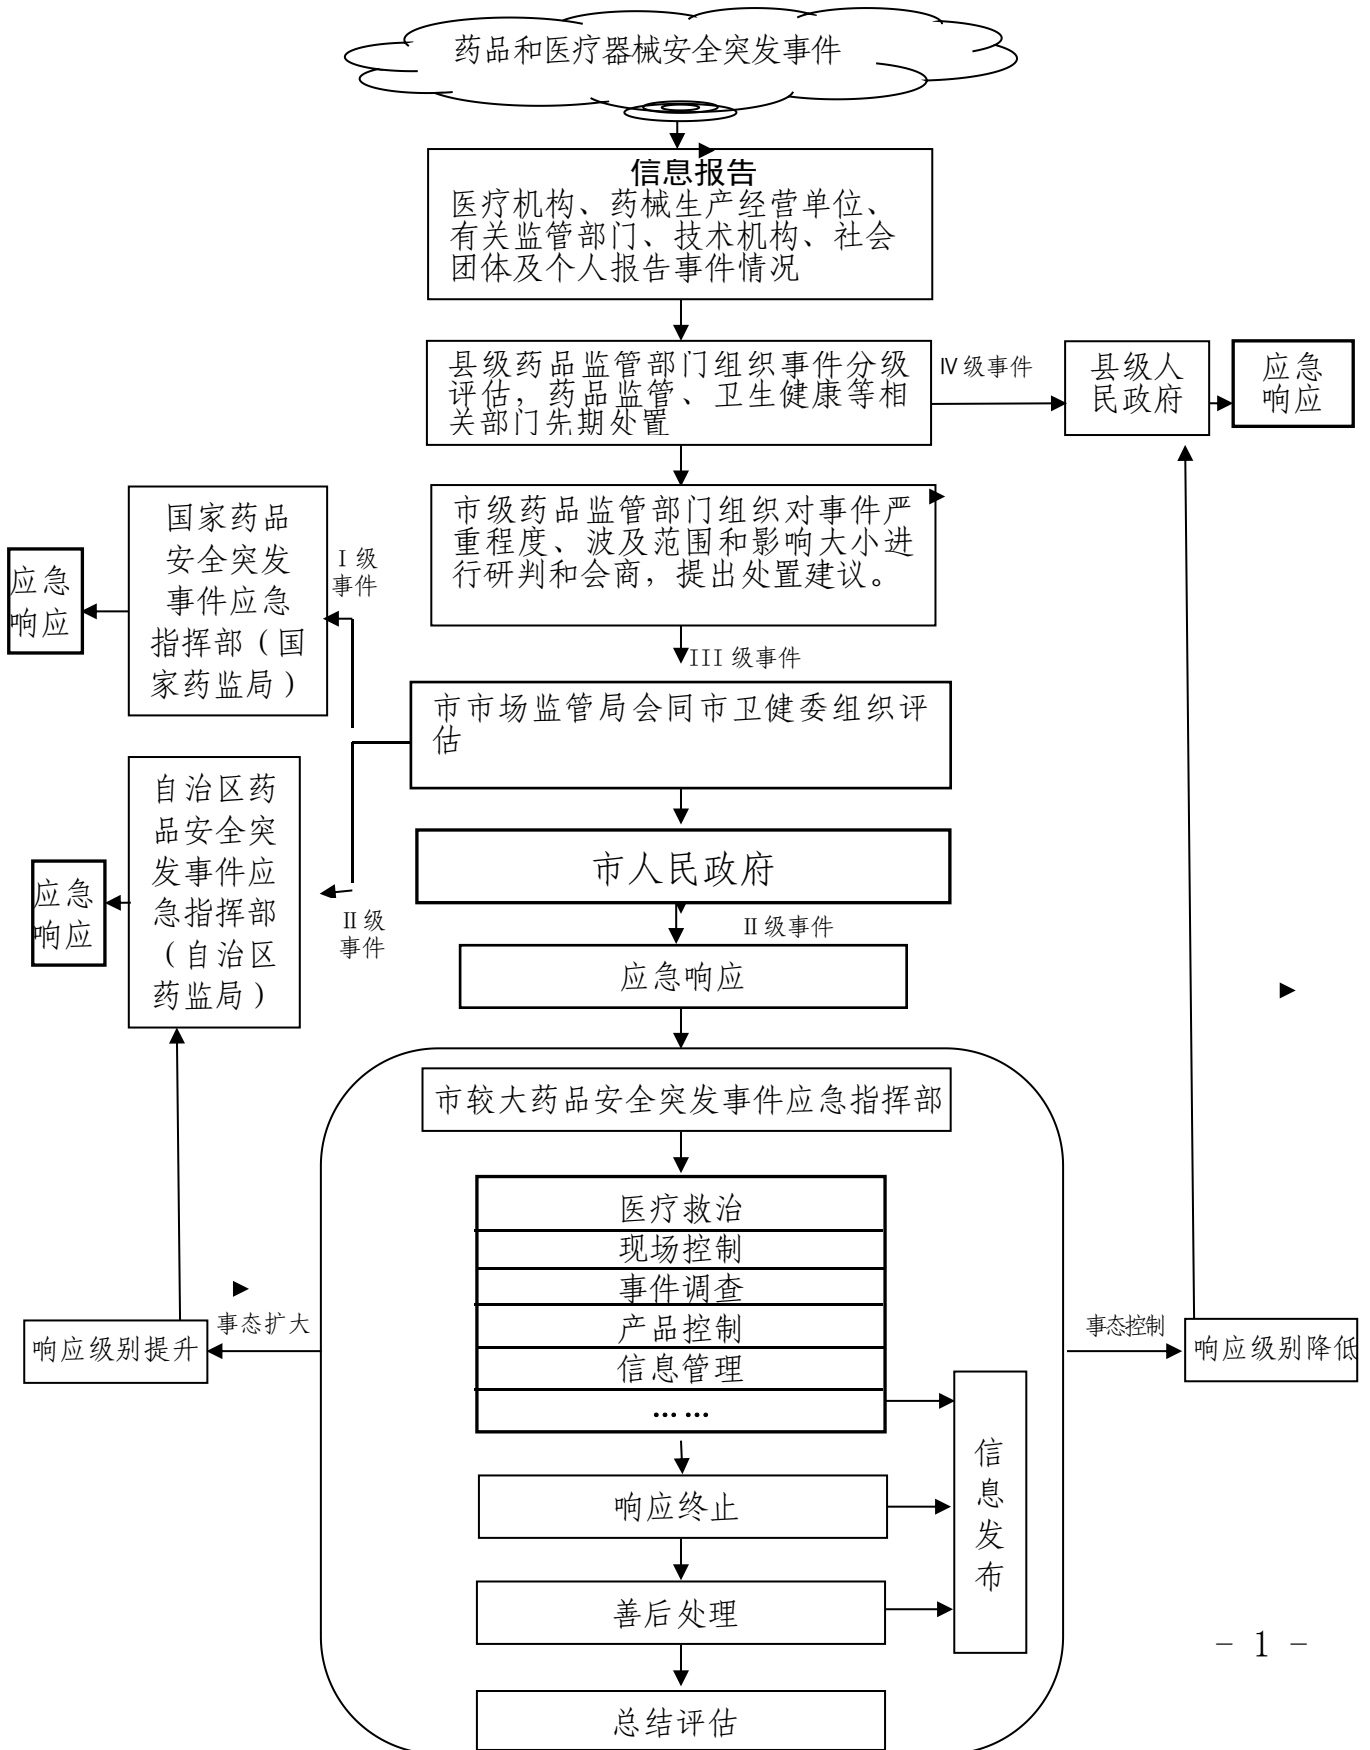 药品和医疗器械安全突发事件
信息报告
医疗机构、药械生产经营单位、
有关监管部门、技术机构、社会
团体及个人报告事件情况
县级药品监管部门组织事件分级
评估，药品监管、卫生健康等相
关部门先期处置
Ⅳ级事件
县级人
民政府
应急
响应
市级药品监管部门组织对事件严
重程度、波及范围和影响大小进
行研判和会商，提出处置建议。
国家药品
安全突发
事件应急
指挥部（国
家药监局）
Ⅰ级
事件
应急
响应
III级事件
市市场监管局会同市卫健委组织评
估
自治区药
品安全突
发事件应
急指挥部
（自治区
药监局）
应急
响应
Ⅱ级
事件
市人民政府
Ⅱ级事件
应急响应
市较大药品安全突发事件应急指挥部
医疗救治
现场控制
事件调查
产品控制
信息管理
……
事态扩大
响应级别提升
事态控制
响应级别降低
信
息
发
布
响应终止
善后处理
总结评估
- 1 -